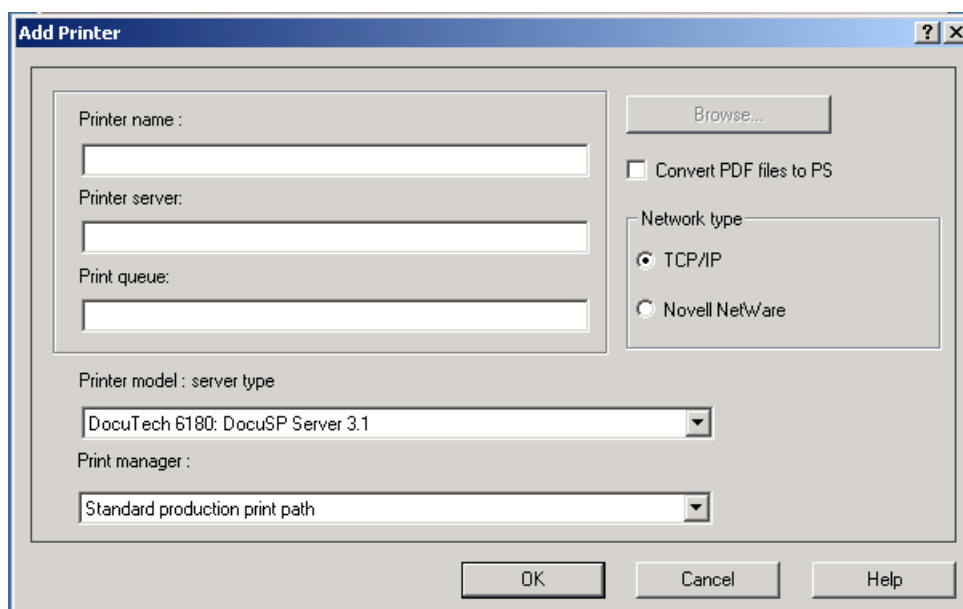 Add Printer
Printer name :
Browse...
Convert PDF files to PS
Printer server:
Network type
TCP/IP
Print queue:
Novell NetWare
Printer model : server type
DocuTech 6180: DocuSP Server 3.1
Print manager :
Standard production print path
OK
Cancel
Help